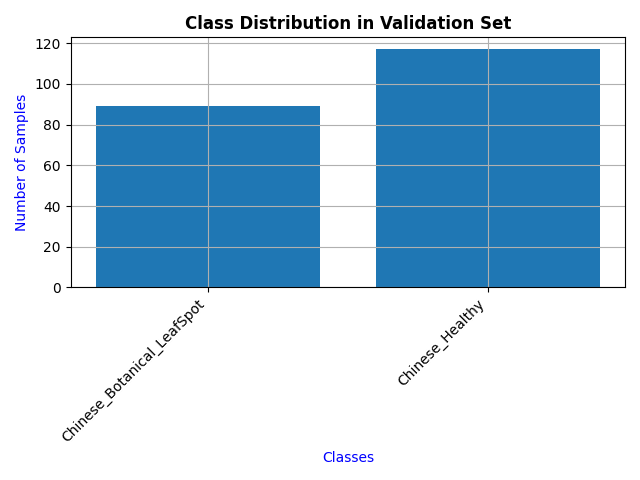 Class Distribution in Validation Set
Number of Samples
120
100
80
60
40
20
0
Chinese_Botanical_LeafSpot
Chinese_Healthy
Classes